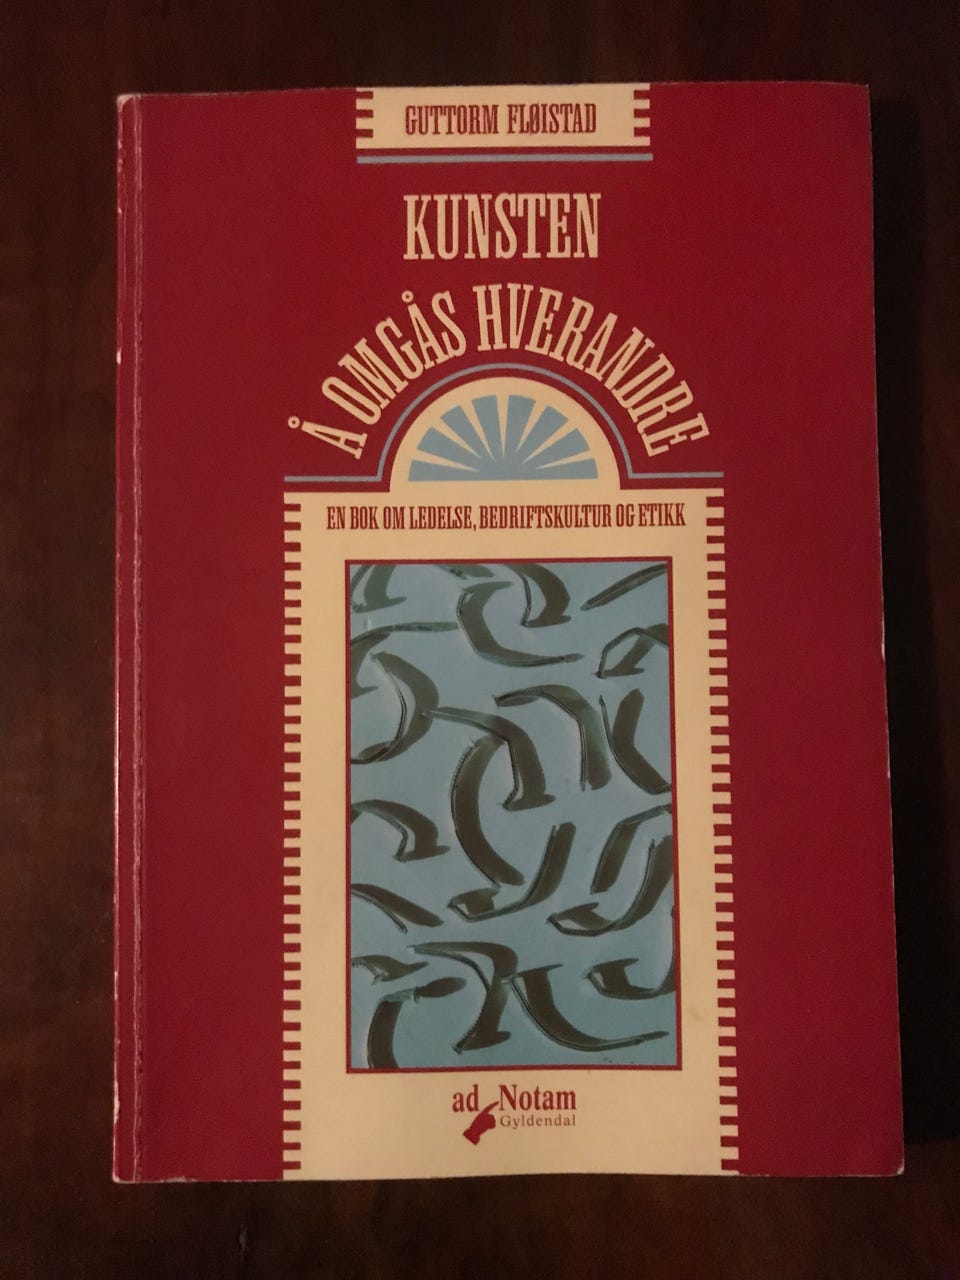 GUTTORM FLØISTAD
KUNSTEN
Å OMGÅS HVERANDRE
EN BOK OM LEDELSE, BEDRIFTSKULTUR OG ETIKK
ad Notam
Gyldendal